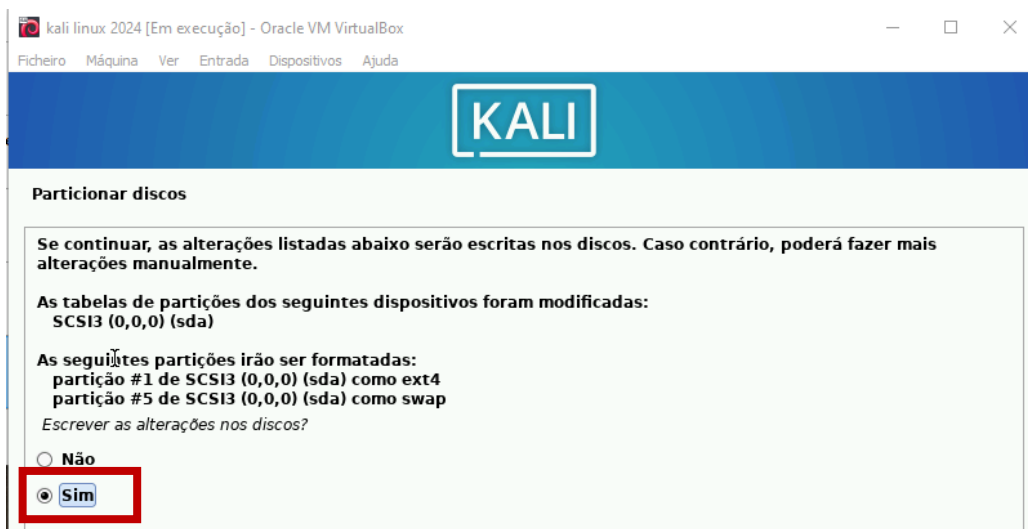 kali linux 2024 [Em execução] - Oracle VM VirtualBox
Ficheiro Máquina Ver Entrada Dispositivos Ajuda
KALI
Particionar discos
Se continuar, as alterações listadas abaixo serão escritas nos discos. Caso contrário, poderá fazer mais
alterações manualmente.
As tabelas de partições dos seguintes dispositivos foram modificadas:
SCSI3 (0,0,0) (sda)
As seguintes partições irão ser formatadas:
partição #1 de SCSI3 (0,0,0) (sda) como ext4
partição #5 de SCSI3 (0,0,0) (sda) como swap
Escrever as alterações nos discos?
Não
Sim